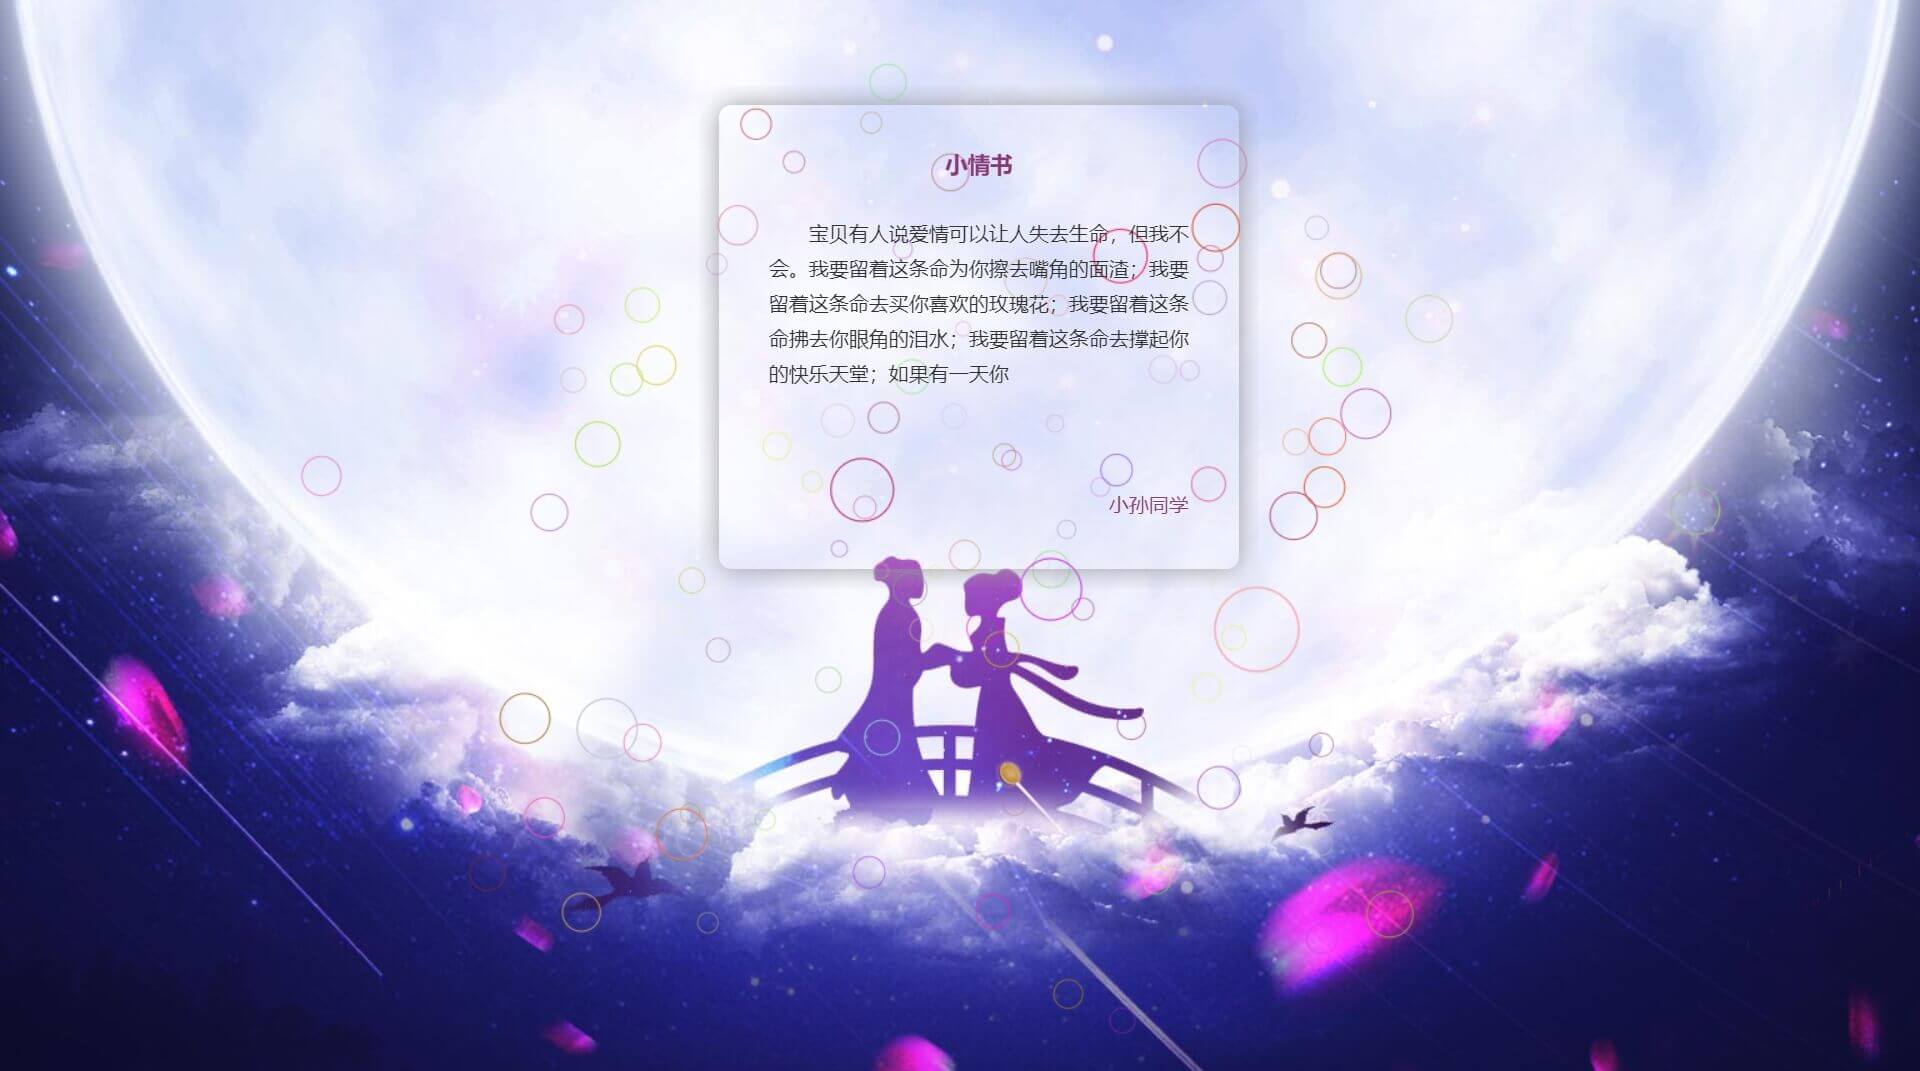 小情书
宝贝有人说爱情可以让人失去生命，但我不
会。我要留着这条命为你擦去嘴角的面渣；我要
留着这条命去买你喜欢的玫瑰花；我要留着这条
命拂去你眼角的泪水；我要留着这条命去撑起你
的快乐天堂；如果有一天你
小孙同学